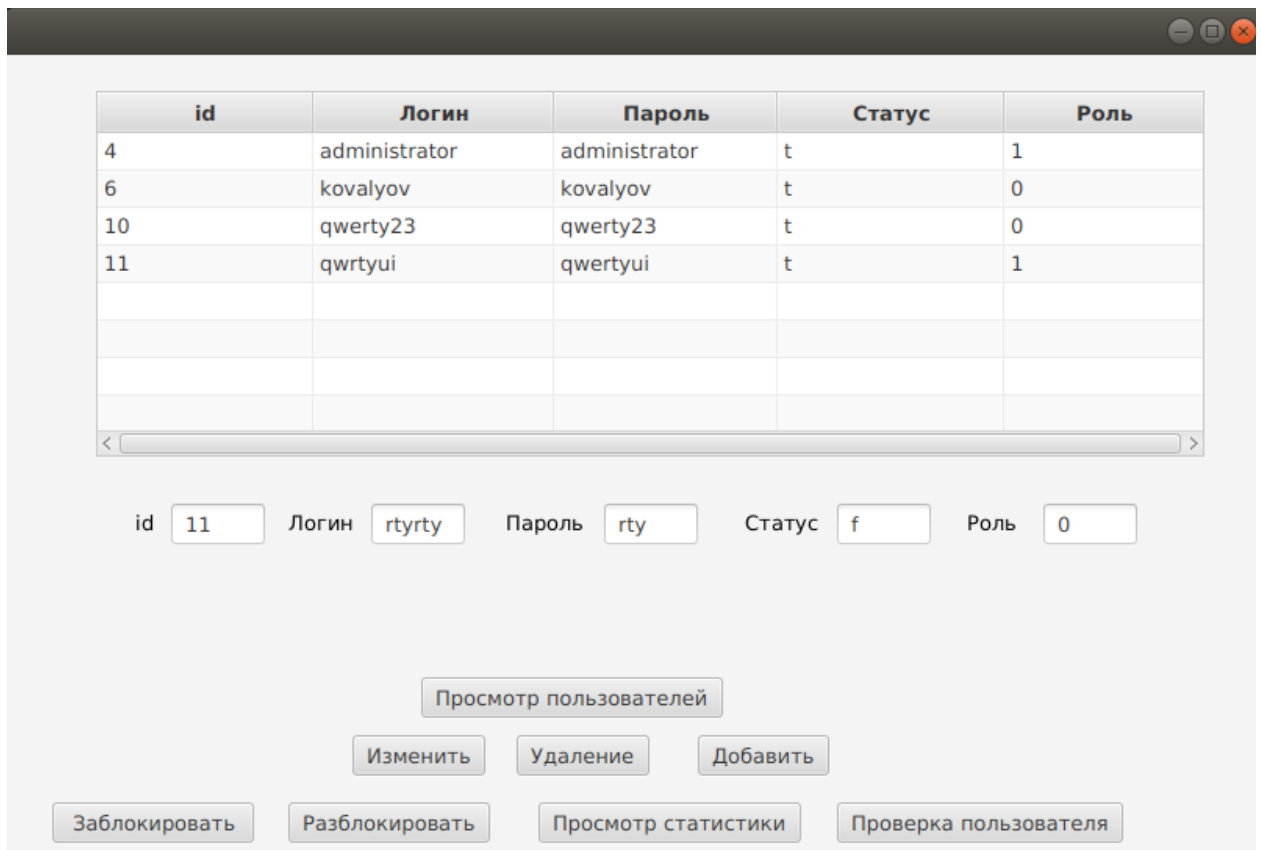 id Логин Пароль Статус Роль
4 administrator administrator t 1
6 kovalyov kovalyov t 0
10 qwerty23 qwerty23 t 0
11 qwrtyui qwertyui t 1
id 11 Логин rtyrty Пароль rty Статус f Роль 0
Просмотр пользователей
Изменить Удаление Добавить
Заблокировать Разблокировать Просмотр статистики Проверка пользователя